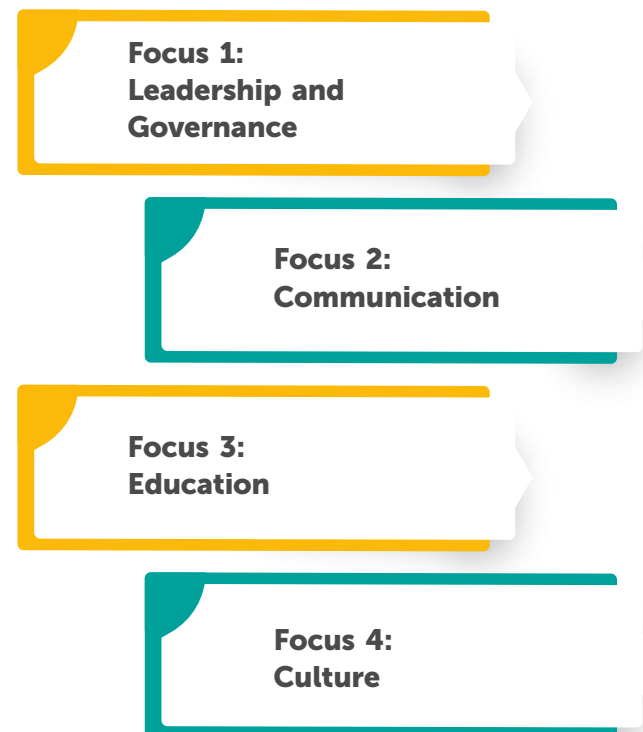 Focus 1:
Leadership and
Governance
Focus 2:
Communication
Focus 3:
Education
Focus 4:
Culture